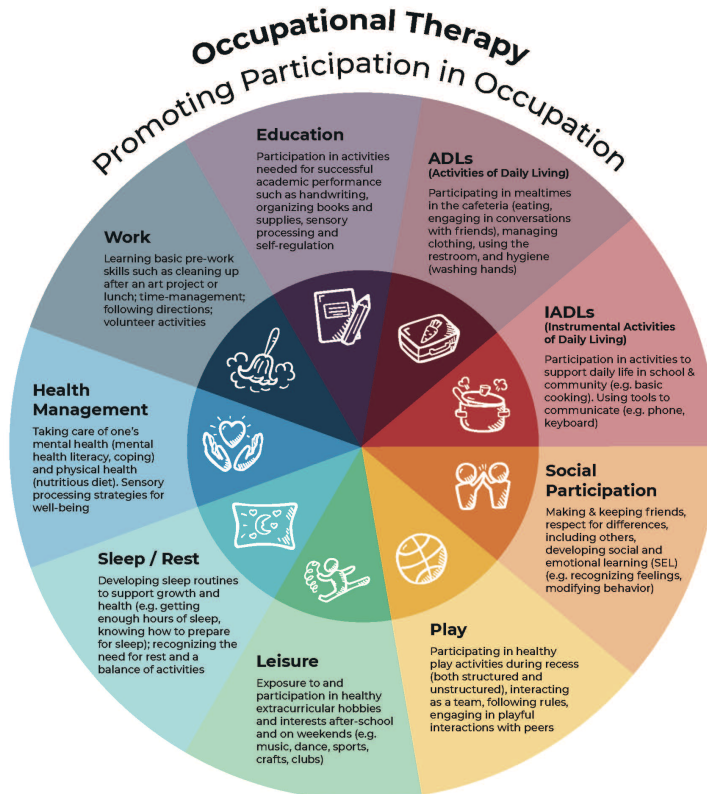 Occupational Therapy
Promoting Participation in Occupation
Education
Participation in activities
needed for successful
academic performance
such as handwriting,
organizing books and
supplies, sensory
processing and
self-regulation
ADLs
(Activities of Daily Living)
Participating in mealtimes
in the cafeteria (eating,
engaging in conversations
with friends), managing
clothing, using the
restroom, and hygiene
(washing hands)
IADLs
(Instrumental Activities
of Daily Living)
Participation in activities to
support daily life in school &
community (e.g. basic
cooking). Using tools to
communicate (e.g. phone,
keyboard)
Social
Participation
Making & keeping friends,
respect for differences,
including others,
developing social and
emotional learning (SEL)
(e.g. recognizing feelings,
modifying behavior)
Play
Participating in healthy
play activities during recess
(both structured and
unstructured), interacting
as a team, following rules,
engaging in playful
interactions with peers
Leisure
Exposure to and
participation in healthy
extracurricular hobbies
and interests after-school
and on weekends (e.g.
music, dance, sports,
crafts, clubs)
Sleep / Rest
Developing sleep routines
to support growth and
health (e.g. getting
enough hours of sleep,
knowing how to prepare
for sleep); recognizing the
need for rest and a
balance of activities
Health
Management
Taking care of one's
mental health (mental
health literacy, coping)
and physical health
(nutritious diet). Sensory
processing strategies for
well-being
Work
Learning basic pre-work
skills such as cleaning up
after an art project or
lunch; time-management;
following directions;
volunteer activities